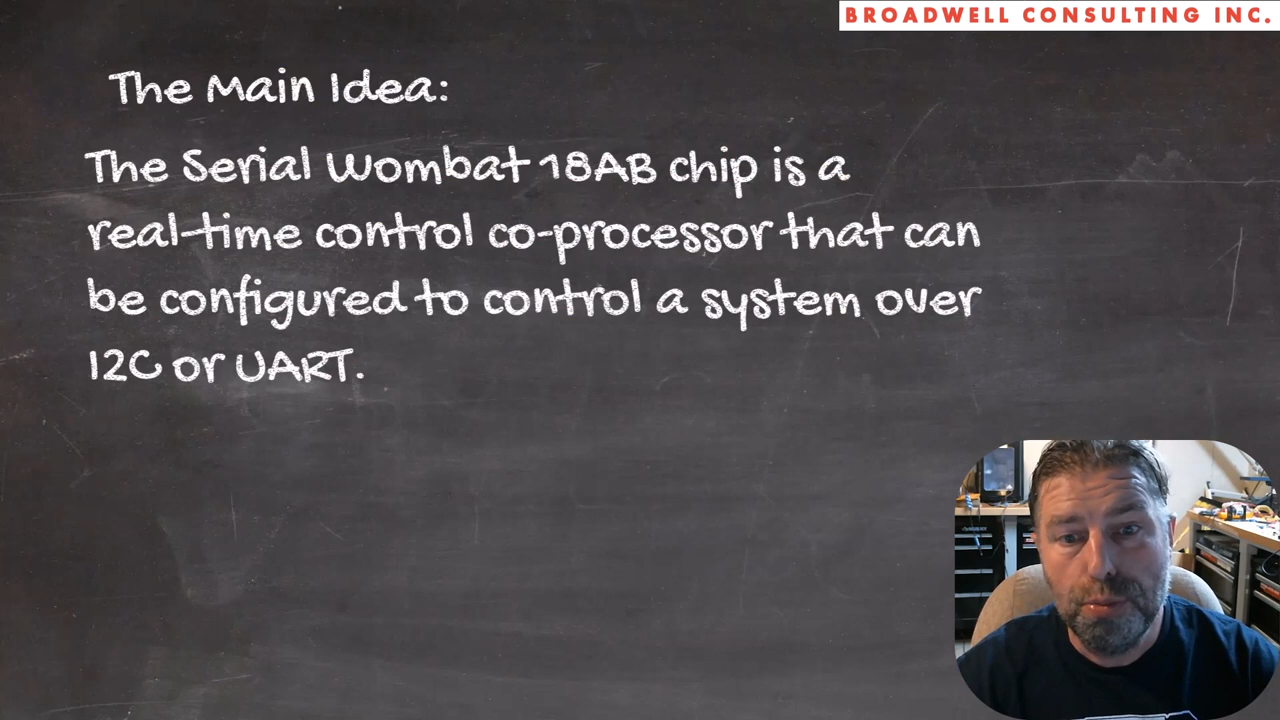 BROADWELL CONSULTING INC.
The Main Idea:
The Serial Wombat 18AB chip is a
real-time control co-processor that can
be configured to control a system over
I2C or UART.